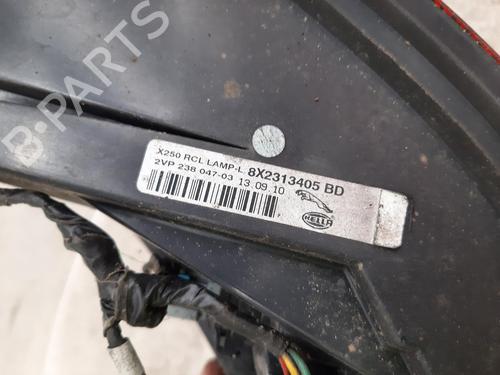 B-PARTS
X250 RCL LAMP-L 8X2313405 BD
2VP 238 047-03 13.09.10
HELLA